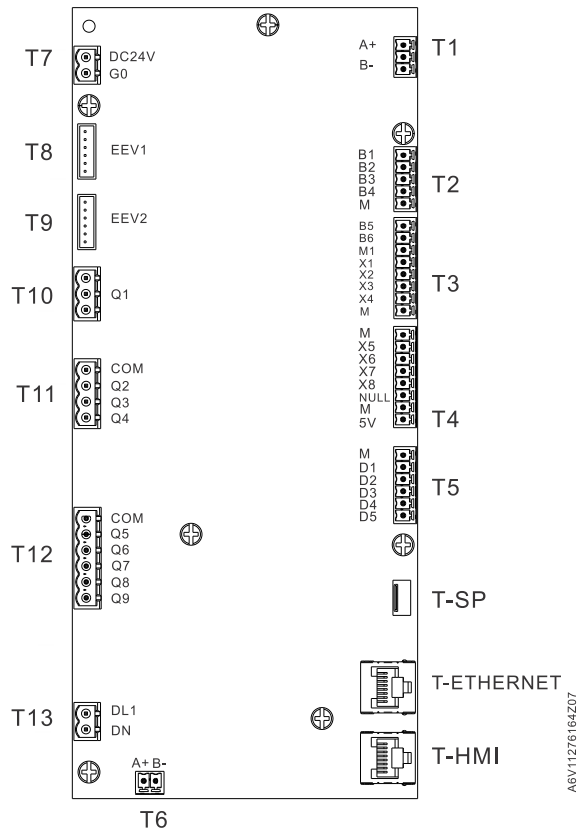 T7
DC24V
G0
T8
EEV1
T9
EEV2
T10
Q1
T11
COM
Q2
Q3
Q4
T12
COM
Q5
Q6
Q7
Q8
Q9
T13
DL1
DN
A+ B-
T6
A+
B-
T1
B1
B2
B3
B4
M
T2
B5
B6
M1
X1
X2
X3
X4
M
T3
M
X5
X6
X7
X8
NULL
M
5V
T4
M
D1
D2
D3
D4
D5
T5
T-SP
T-ETHERNET
T-HMI
A6V11276164Z07